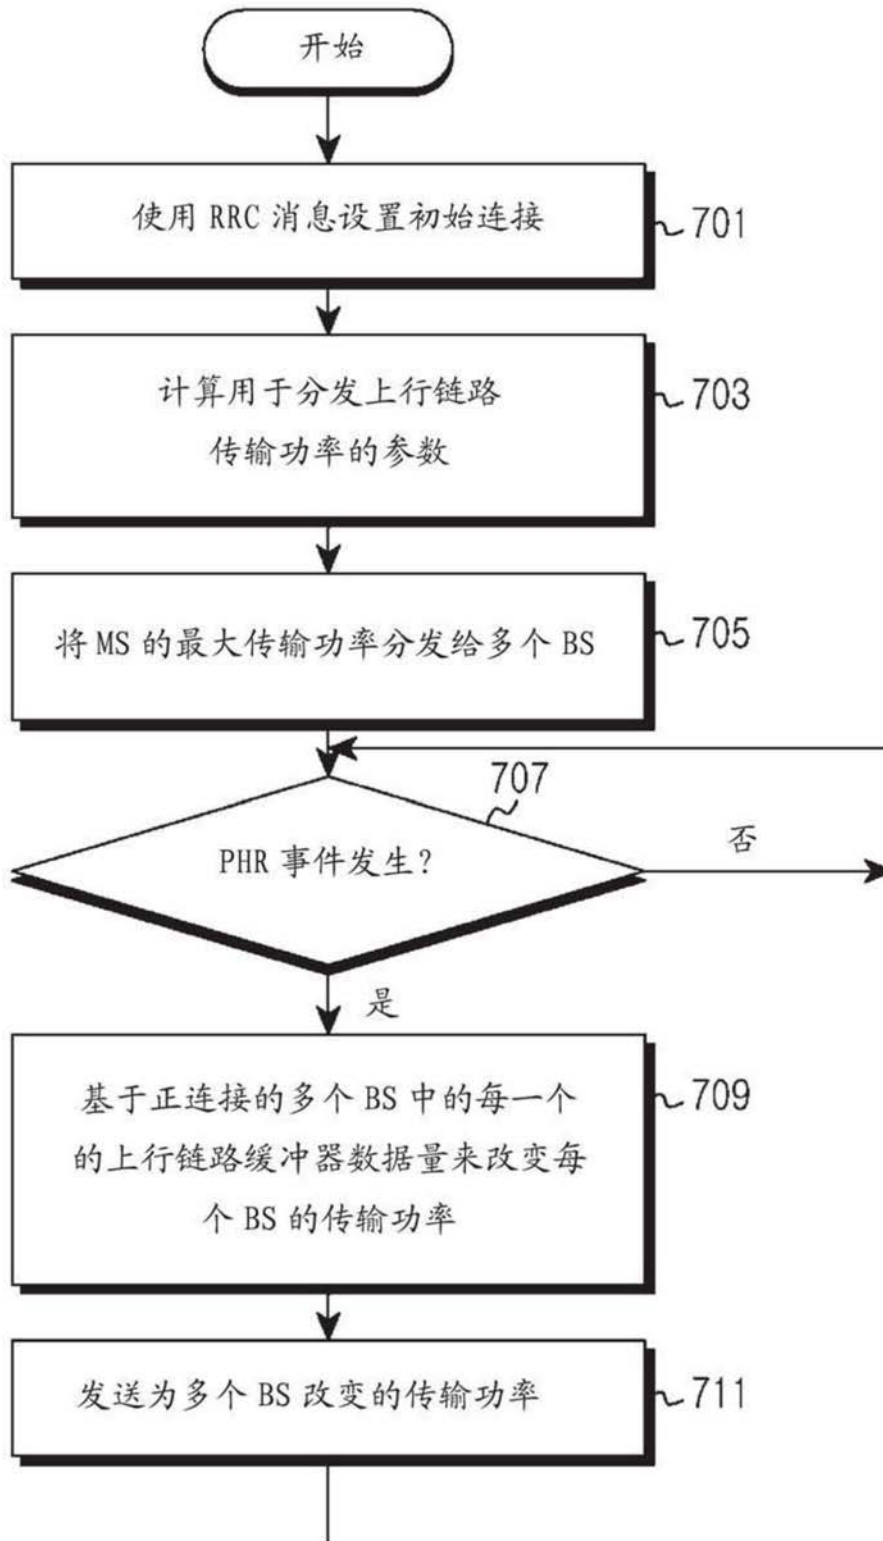 开始
使用 RRC 消息设置初始连接
701
计算用于分发上行链路
传输功率的参数
703
将 MS 的最大传输功率分发给多个 BS
705
707
PHR 事件发生?
否
是
基于正连接的多个 BS 中的每一个
的上行链路缓冲器数据量来改变每
个 BS 的传输功率
709
发送为多个 BS 改变的传输功率
711